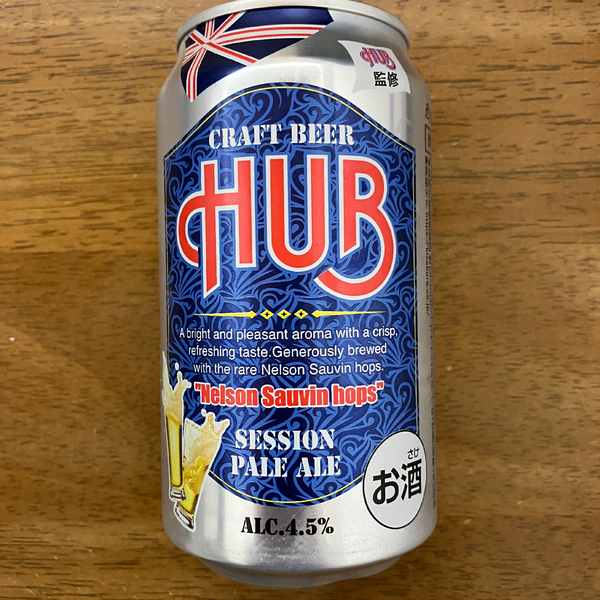 HUB
監修
CRAFT BEER
HUB
A bright and pleasant aroma with a crisp,
refreshing taste.Generously brewed
with the rare Nelson Sauvin hops.
"Nelson Sauvin hops"
SESSION
PALE ALE
さけ
お酒
ALC.4.5%